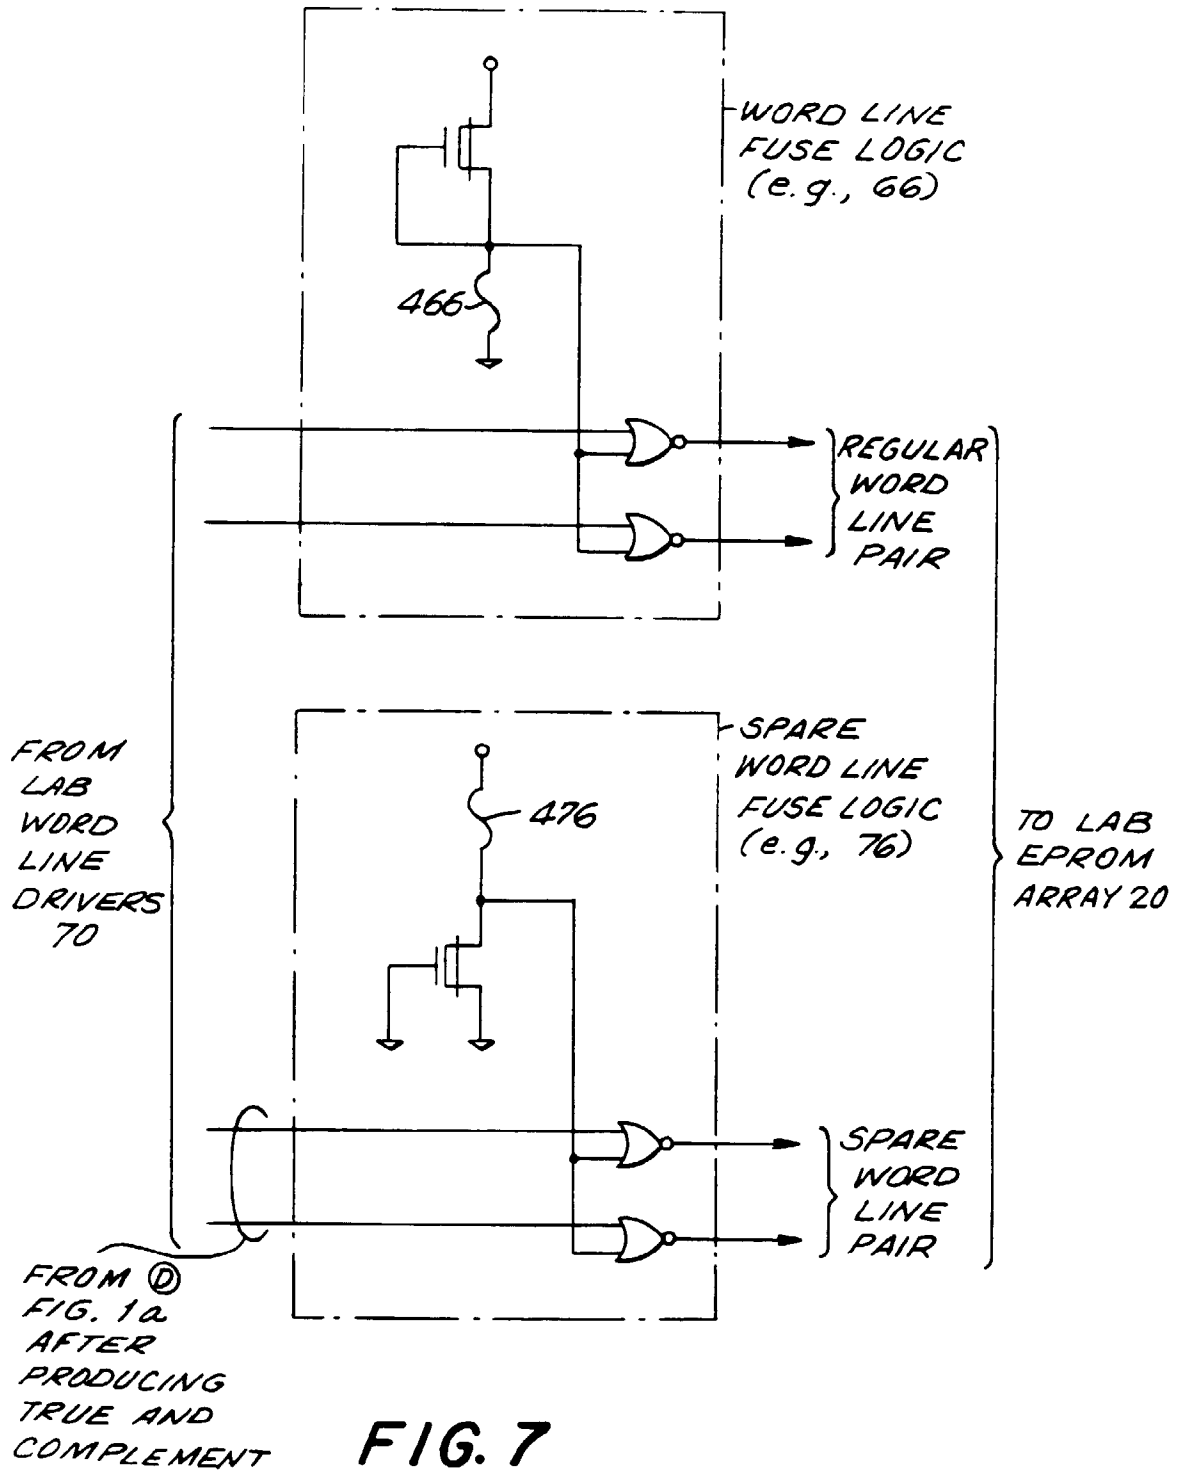 WORD LINE
FUSE LOGIC
(e.g., 66)
466
REGULAR
WORD
LINE
PAIR
SPARE
WORD LINE
FUSE LOGIC
(e.g., 76)
476
FROM
LAB
WORD
LINE
DRIVERS
70
TO LAB
EPROM
ARRAY 20
SPARE
WORD
LINE
PAIR
FROM Ⓓ
FIG. 1a
AFTER
PRODUCING
TRUE AND
COMPLEMENT
FIG. 7